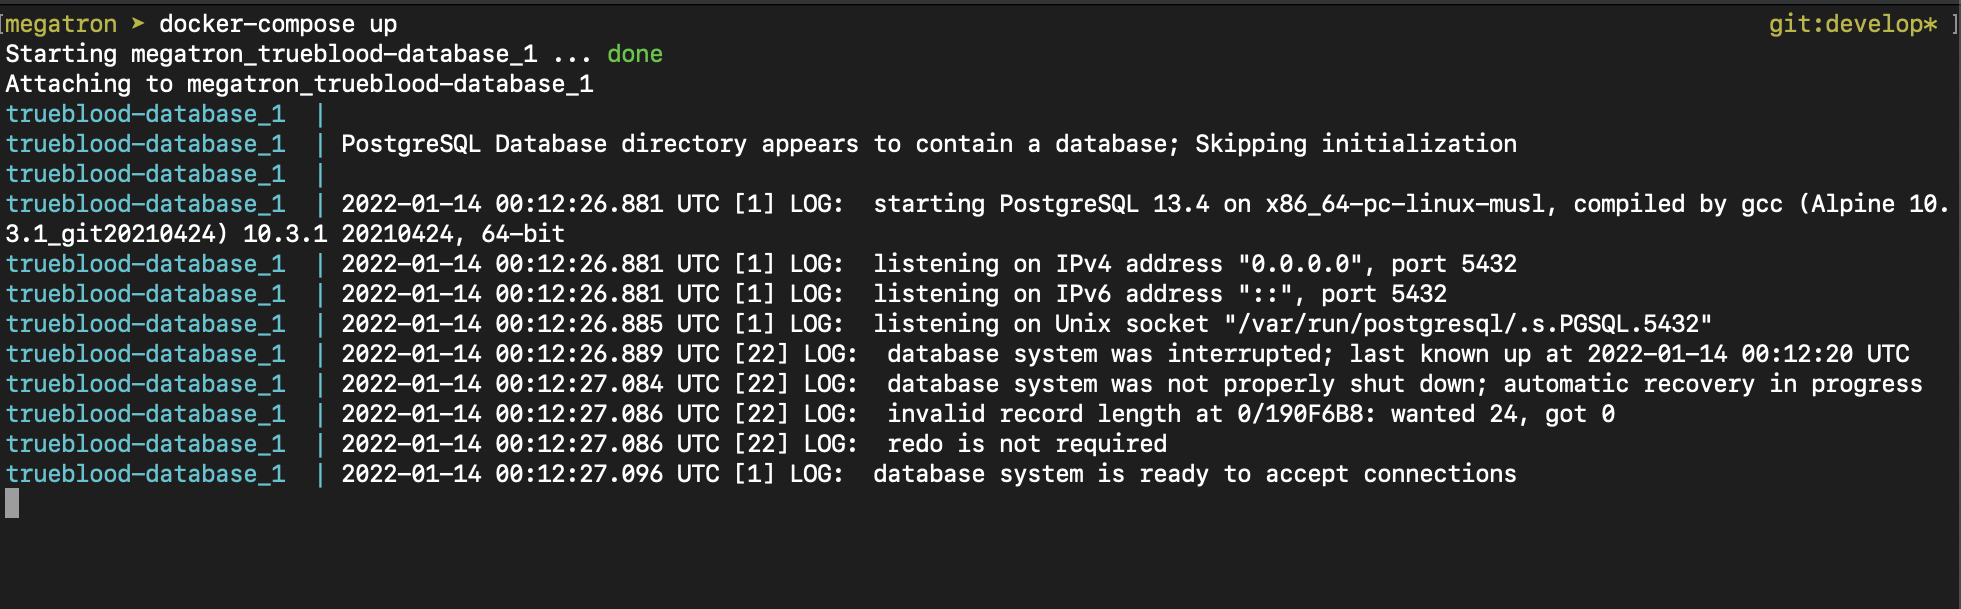 [megatron ➤ docker-compose up git:develop* ]
Starting megatron_trueblood-database_1 ... done
Attaching to megatron_trueblood-database_1
trueblood-database_1  |
trueblood-database_1  | PostgreSQL Database directory appears to contain a database; Skipping initialization
trueblood-database_1  |
trueblood-database_1  | 2022-01-14 00:12:26.881 UTC [1] LOG:  starting PostgreSQL 13.4 on x86_64-pc-linux-musl, compiled by gcc (Alpine 10.
3.1_git20210424) 10.3.1 20210424, 64-bit
trueblood-database_1  | 2022-01-14 00:12:26.881 UTC [1] LOG:  listening on IPv4 address "0.0.0.0", port 5432
trueblood-database_1  | 2022-01-14 00:12:26.881 UTC [1] LOG:  listening on IPv6 address "::", port 5432
trueblood-database_1  | 2022-01-14 00:12:26.885 UTC [1] LOG:  listening on Unix socket "/var/run/postgresql/.s.PGSQL.5432"
trueblood-database_1  | 2022-01-14 00:12:26.889 UTC [22] LOG:  database system was interrupted; last known up at 2022-01-14 00:12:20 UTC
trueblood-database_1  | 2022-01-14 00:12:27.084 UTC [22] LOG:  database system was not properly shut down; automatic recovery in progress
trueblood-database_1  | 2022-01-14 00:12:27.086 UTC [22] LOG:  invalid record length at 0/190F6B8: wanted 24, got 0
trueblood-database_1  | 2022-01-14 00:12:27.086 UTC [22] LOG:  redo is not required
trueblood-database_1  | 2022-01-14 00:12:27.096 UTC [1] LOG:  database system is ready to accept connections